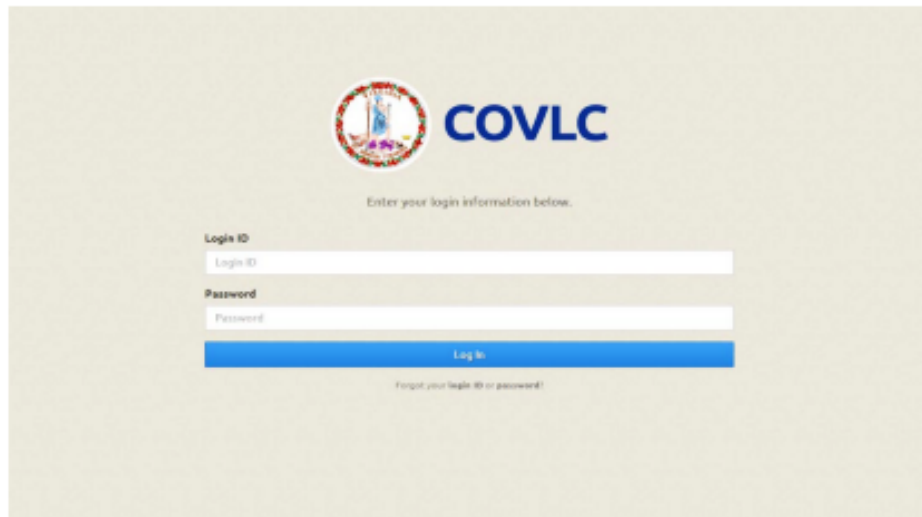 COVLC
Enter your login information below.
Login ID
Login ID
Password
Password
Log In
Forgot your login ID or password?